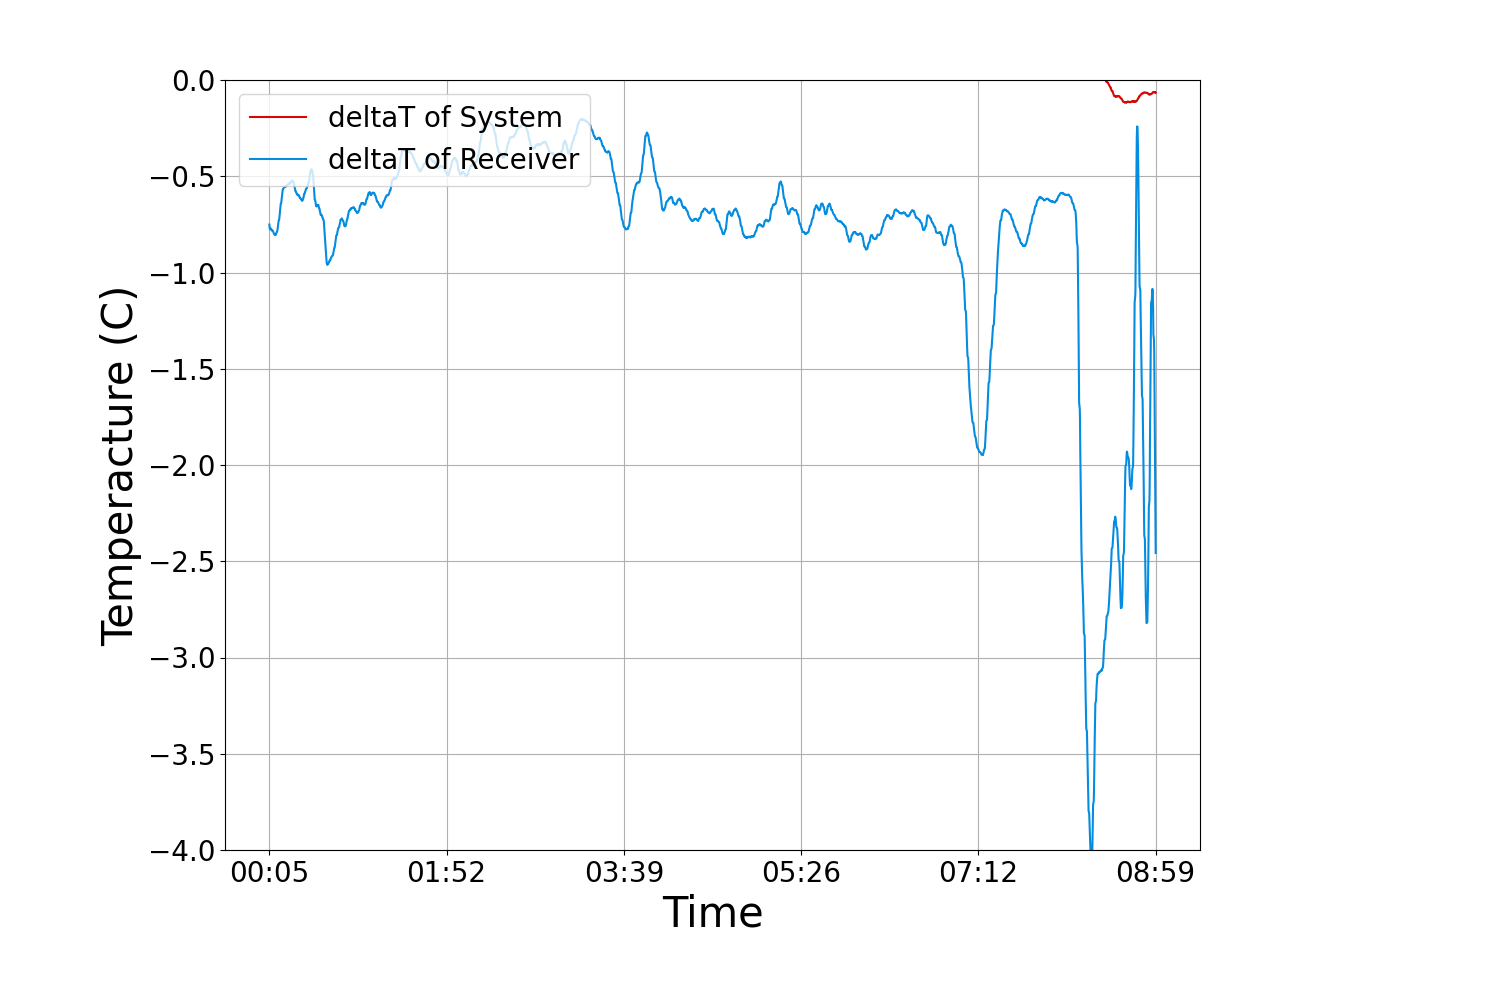 0.0
−0.5
−1.0
−1.5
−2.0
−2.5
−3.0
−3.5
−4.0
Temperacture (C)
deltaT of System
deltaT of Receiver
00:05 01:52 03:39 05:26 07:12 08:59
Time